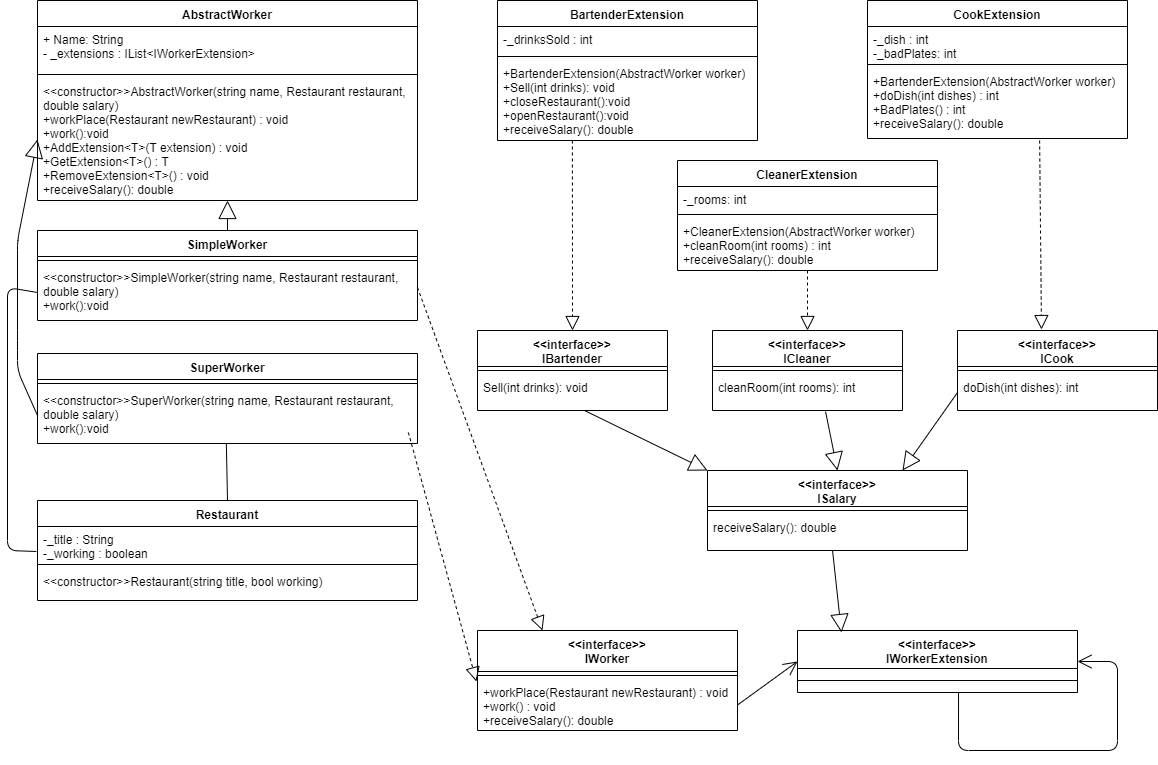 AbstractWorker
+ Name: String
- _extensions : IList<IWorkerExtension>
<<constructor>>AbstractWorker(string name, Restaurant restaurant,
double salary)
+workPlace(Restaurant newRestaurant) : void
+work():void
+AddExtension<T>(T extension) : void
+GetExtension<T>() : T
+RemoveExtension<T>() : void
+receiveSalary(): double
SimpleWorker
<<constructor>>SimpleWorker(string name, Restaurant restaurant,
double salary)
+work():void
SuperWorker
<<constructor>>SuperWorker(string name, Restaurant restaurant,
double salary)
+work():void
Restaurant
-_title : String
-_working : boolean
<<constructor>>Restaurant(string title, bool working)
BartenderExtension
-_drinksSold : int
+BartenderExtension(AbstractWorker worker)
+Sell(int drinks): void
+closeRestaurant():void
+openRestaurant():void
+receiveSalary(): double
CookExtension
-_dish : int
-_badPlates: int
+BartenderExtension(AbstractWorker worker)
+doDish(int dishes) : int
+BadPlates() : int
+receiveSalary(): double
CleanerExtension
-_rooms: int
+CleanerExtension(AbstractWorker worker)
+cleanRoom(int rooms) : int
+receiveSalary(): double
<<interface>>
IBartender
Sell(int drinks): void
<<interface>>
ICleaner
cleanRoom(int rooms): int
<<interface>>
ICook
doDish(int dishes): int
<<interface>>
ISalary
receiveSalary(): double
<<interface>>
IWorker
+workPlace(Restaurant newRestaurant) : void
+work() : void
+receiveSalary(): double
<<interface>>
IWorkerExtension